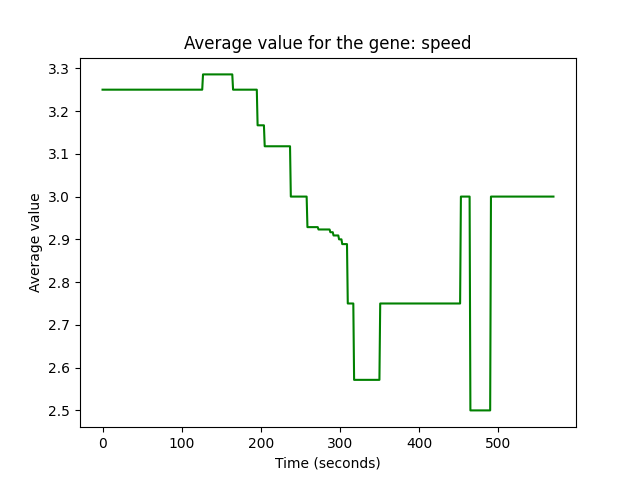 Average value for the gene: speed
3.3
3.2
3.1
3.0
2.9
2.8
2.7
2.6
2.5
Average value
0 100 200 300 400 500
Time (seconds)